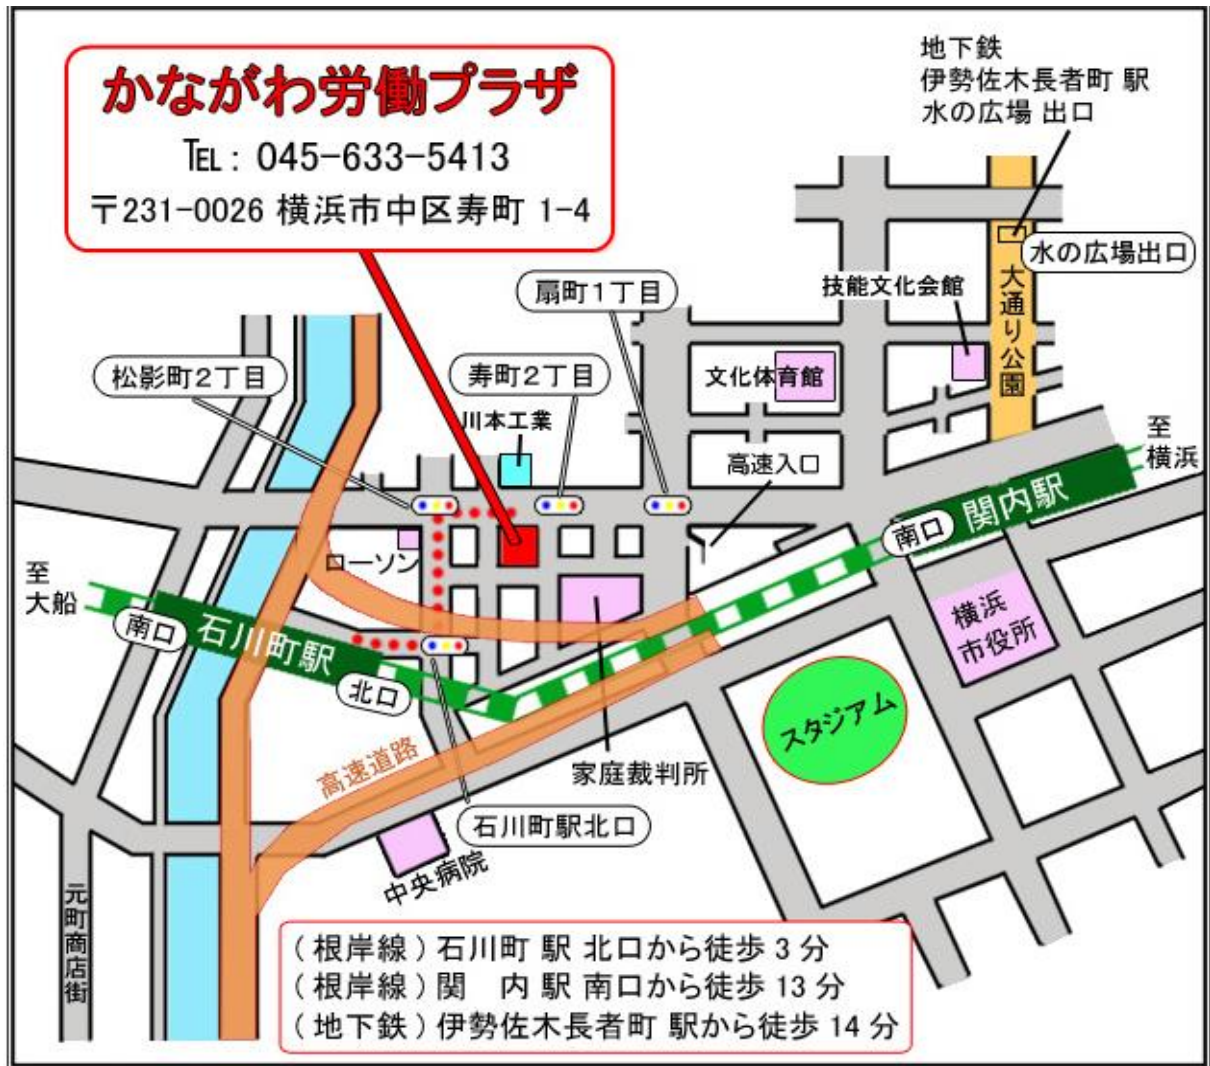 かながわ労働プラザ
TEL : 045-633-5413
〒231-0026 横浜市中区寿町 1-4
地下鉄
伊勢佐木長者町 駅
水の広場 出口
水の広場出口
大通り公園
技能文化会館
扇町1丁目
松影町2丁目
寿町2丁目
文化体育館
川本工業
高速入口
至
横浜
関内駅
南口
ローソン
至
大船
南口
石川町駅
北口
横浜
市役所
スタジアム
高速道路
家庭裁判所
石川町駅北口
中央病院
元町商店街
(根岸線) 石川町 駅 北口から徒歩 3 分
(根岸線) 関 内 駅 南口から徒歩 13 分
(地下鉄) 伊勢佐木長者町 駅から徒歩 14 分